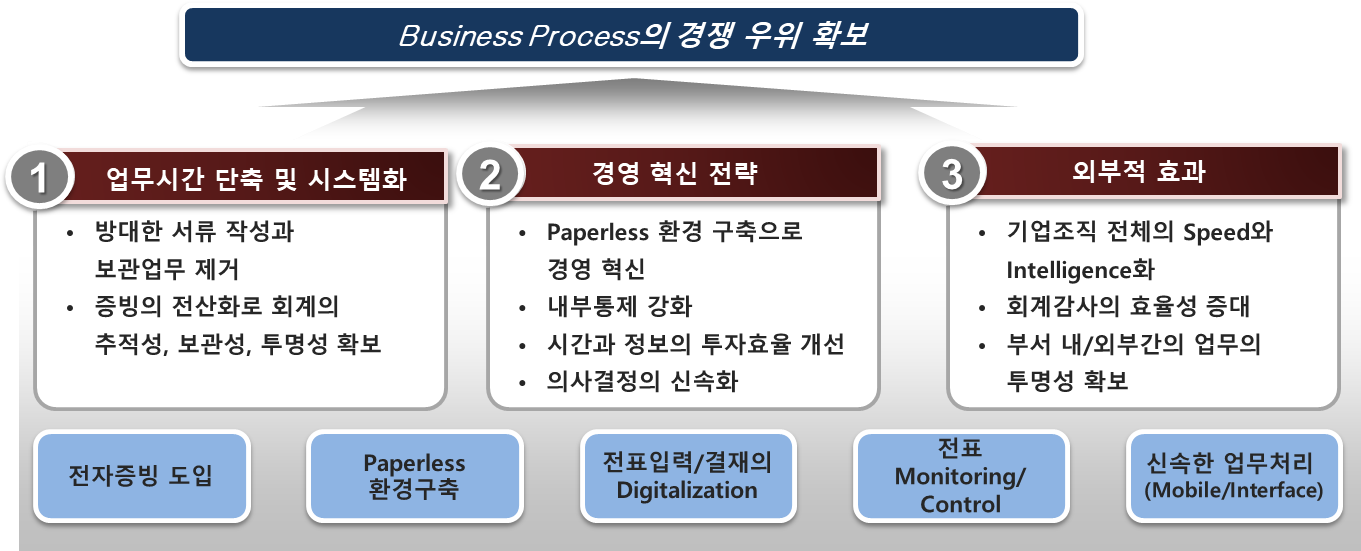 Business Process의 경쟁 우위 확보
1
업무시간 단축 및 시스템화
• 방대한 서류 작성과
보관업무 제거
• 증빙의 전산화로 회계의
추적성, 보관성, 투명성 확보
2
경영 혁신 전략
• Paperless 환경 구축으로
경영 혁신
• 내부통제 강화
• 시간과 정보의 투자효율 개선
• 의사결정의 신속화
3
외부적 효과
• 기업조직 전체의 Speed와
Intelligence화
• 회계감사의 효율성 증대
• 부서 내/외부간의 업무의
투명성 확보
전자증빙 도입
Paperless
환경구축
전표입력/결재의
Digitalization
전표
Monitoring/
Control
신속한 업무처리
(Mobile/Interface)